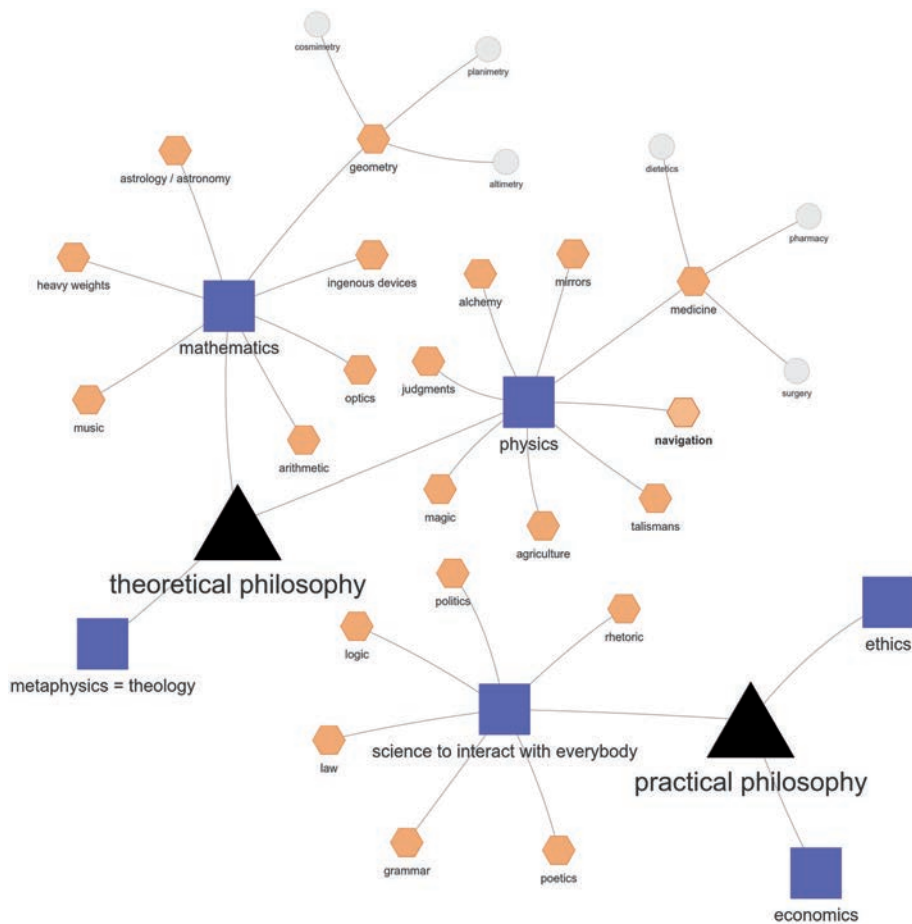 cosmimetry
planimetry
geometry
altimetry
astrology / astronomy
dietetics
pharmacy
heavy weights
ingenous devices
alchemy
mirrors
medicine
mathematics
judgments
surgery
music
optics
physics
navigation
arithmetic
magic
talismans
agriculture
theoretical philosophy
politics
rhetoric
logic
ethics
metaphysics = theology
science to interact with everybody
law
practical philosophy
grammar
poetics
economics